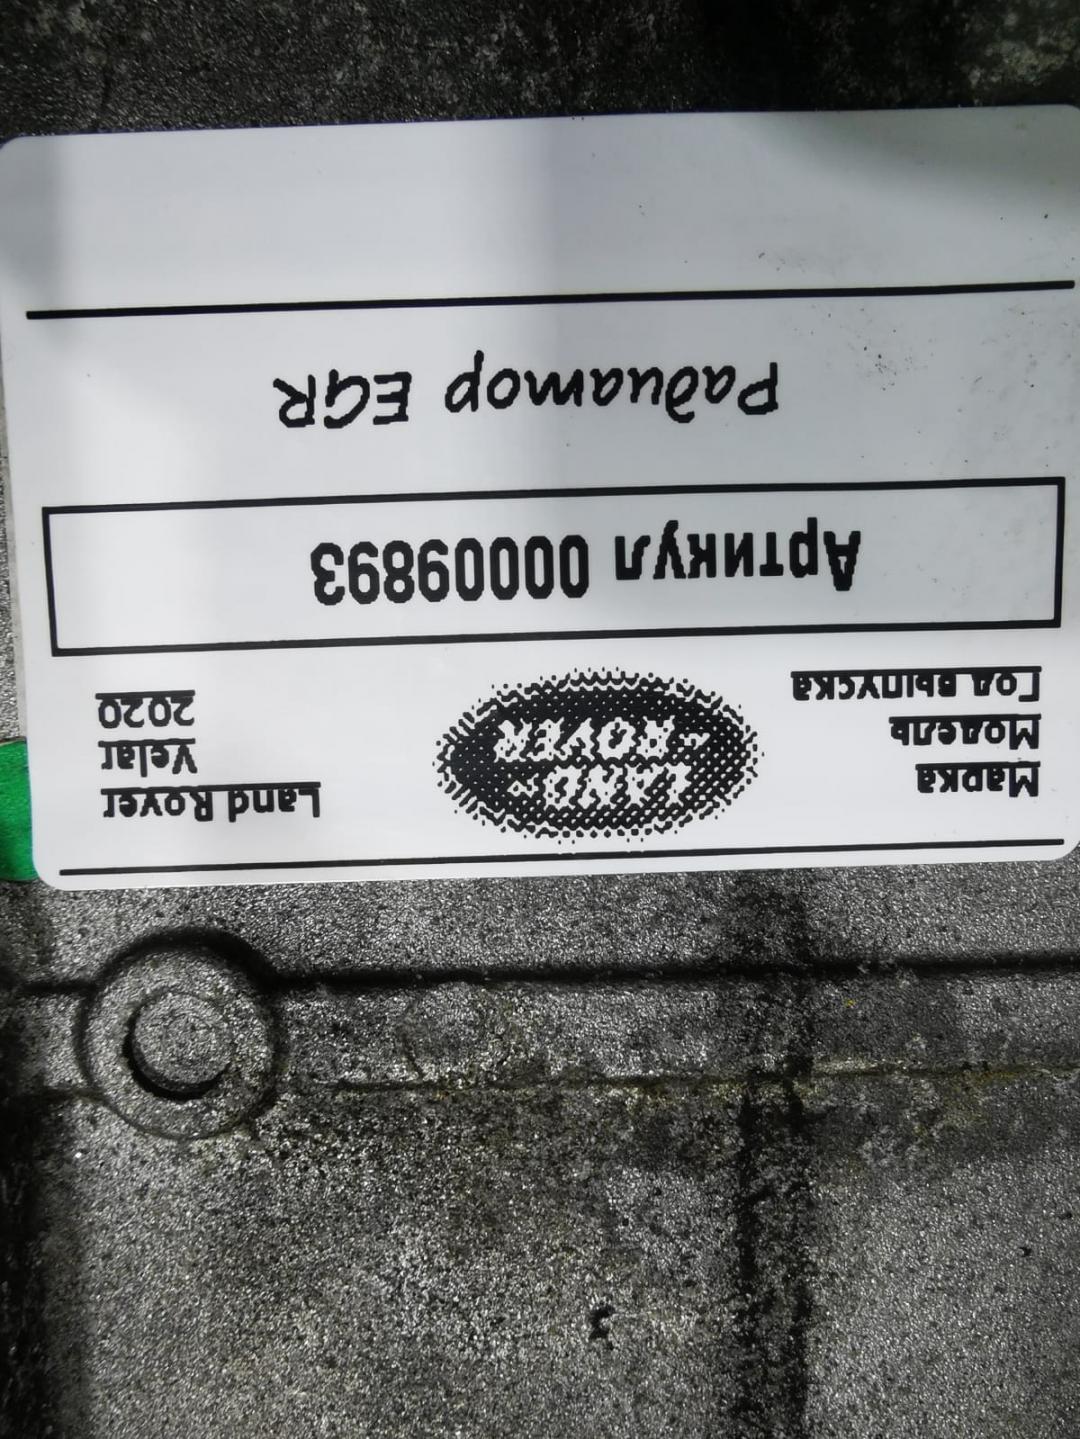 Марка Land Rover
Модель Velar
Год выпуска 2020
LAND-
-ROVER
Артикул 00009893
Радиатор EGR